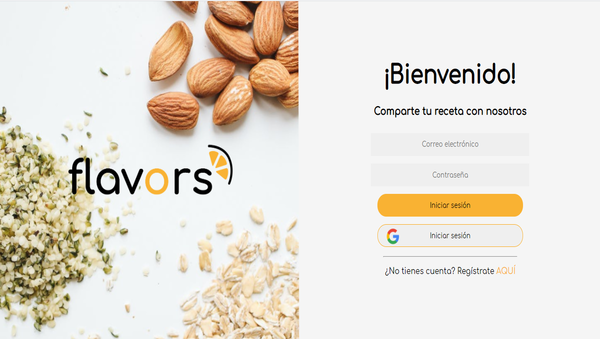 flavors
¡Bienvenido!
Comparte tu receta con nosotros
Correo electrónico
Contraseña
Iniciar sesión
Iniciar sesión
¿No tienes cuenta? Regístrate AQUÍ